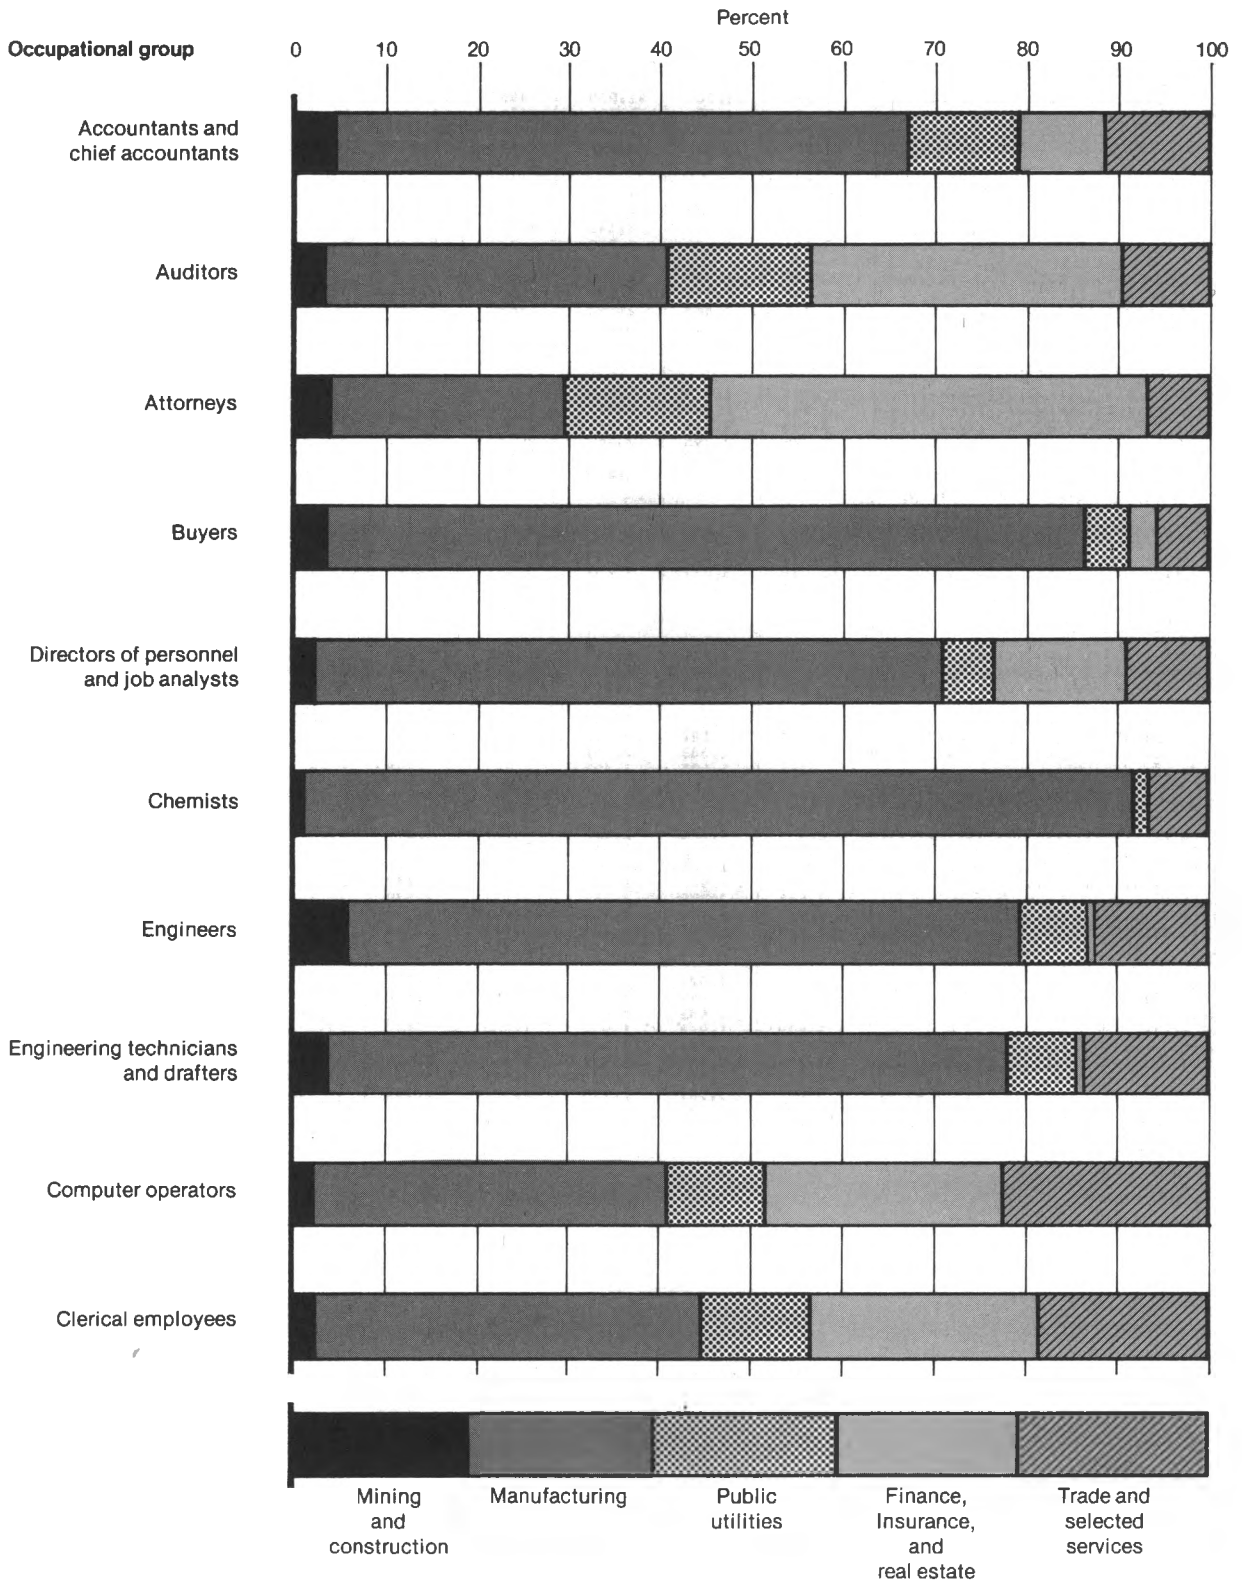 Percent
Occupational group
0 10 20 30 40 50 60 70 80 90 100
Accountants and
chief accountants
Auditors
Attorneys
Buyers
Directors of personnel
and job analysts
Chemists
Engineers
Engineering technicians
and drafters
Computer operators
Clerical employees
Mining
and
construction
Manufacturing
Public
utilities
Finance,
Insurance,
and
real estate
Trade and
selected
services